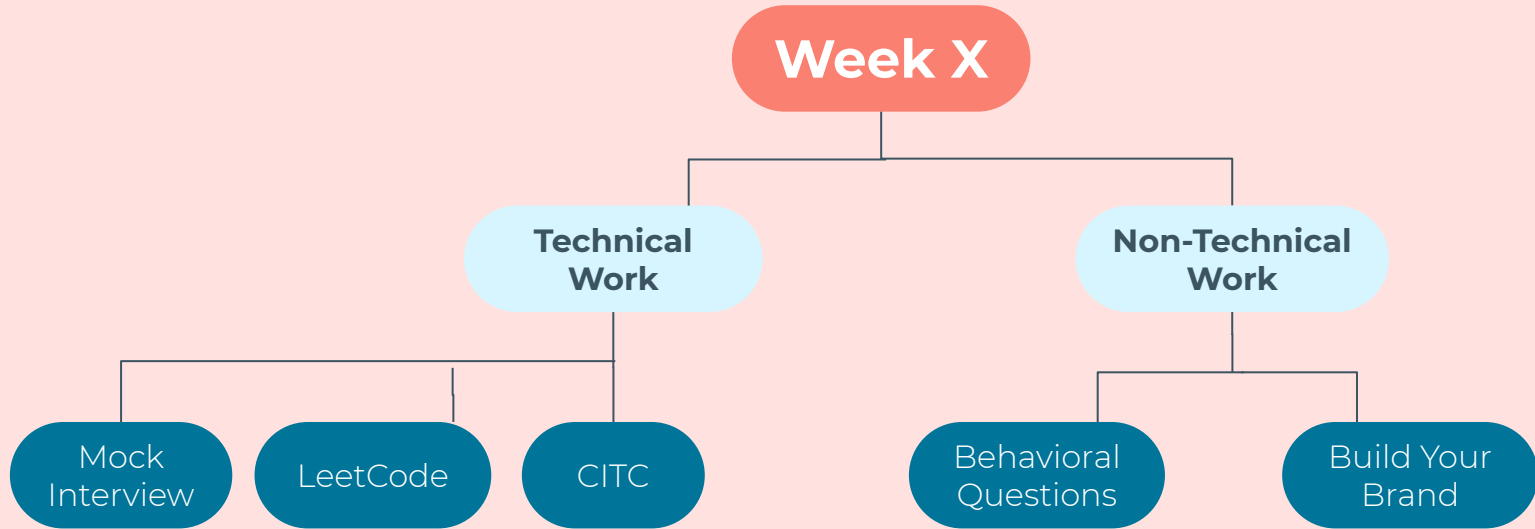 Week X
Technical
Work
Non-Technical
Work
Mock
Interview
LeetCode
CITC
Behavioral
Questions
Build Your
Brand